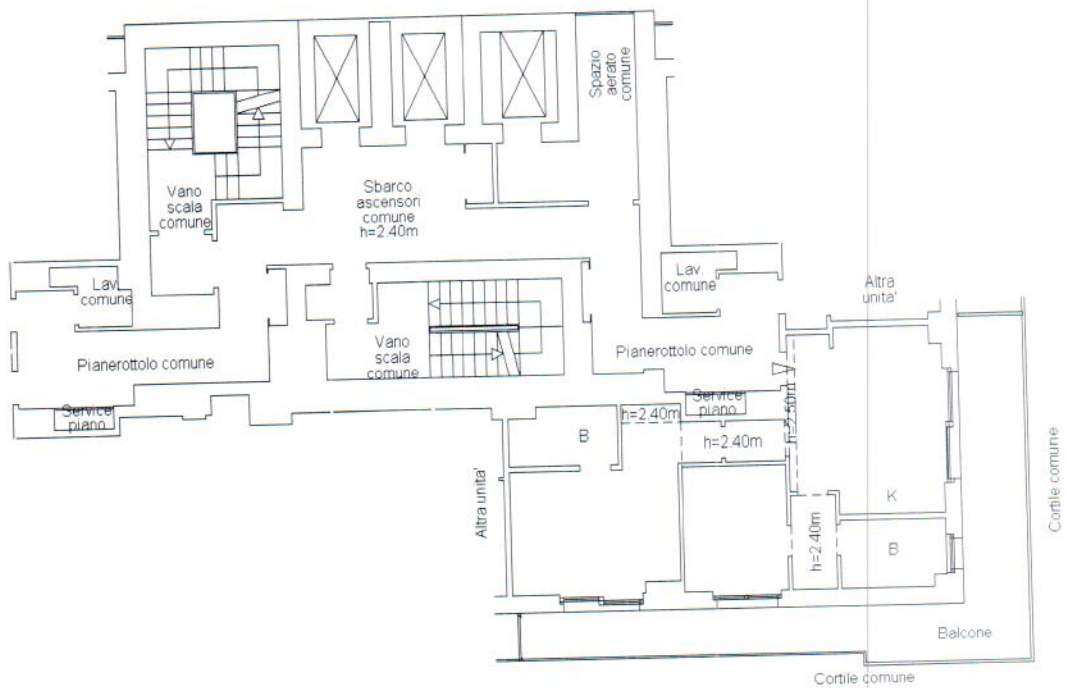 Spazio
aerato
comune
Vano
scala
comune
Sbarco
ascensori
comune
h=2.40m
Lav.
comune
Lav.
comune
Altra
unita'
Pianerottolo comune
Vano
scala
comune
Pianerottolo comune
Service
piano
Service
piano
h=2.40m
h=2.50m
B
h=2.40m
Altra unita'
K
h=2.40m
B
Cortile comune
Balcone
Cortile comune